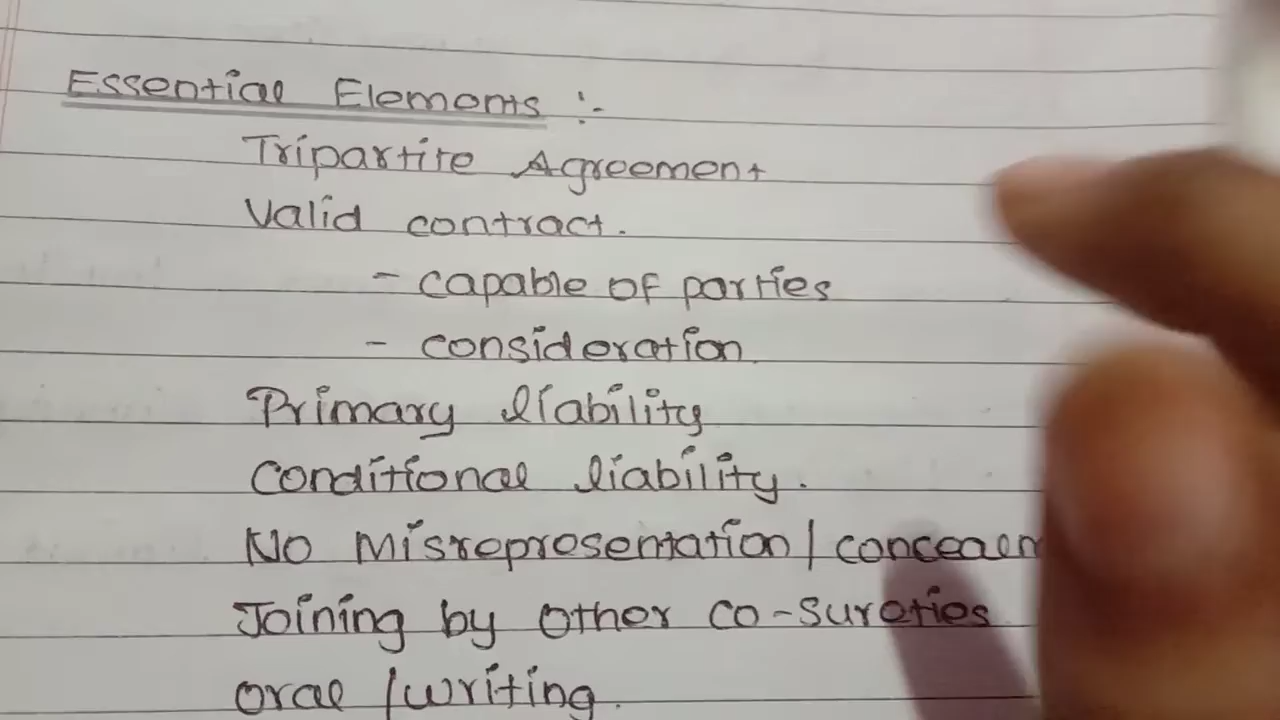 Essential Elements :-
Tripartite Agreement
Valid contract.
- capable of parties
- consideration
Primary liability
Conditional liability.
No Misrepresentation /
Joining by other co-sureties
oral /writing.